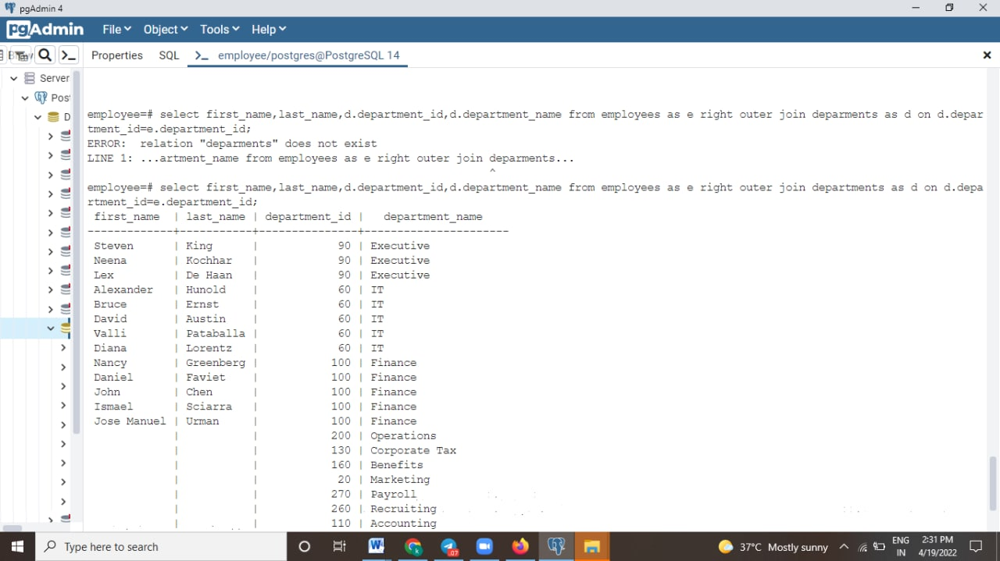 pgAdmin 4
pgAdmin File Object Tools Help
Properties SQL >_ employee/postgres@PostgreSQL 14
Server
Pos
D
employee=# select first_name,last_name,d.department_id,d.department_name from employees as e right outer join deparments as d on d.depar
tment_id=e.department_id;
ERROR:  relation "deparments" does not exist
LINE 1: ...artment_name from employees as e right outer join deparments...
^
employee=# select first_name,last_name,d.department_id,d.department_name from employees as e right outer join departments as d on d.depa
rtment_id=e.department_id;
first_name | last_name | department_id | department_name
-------------+-----------+---------------+----------------------
Steven | King | 90 | Executive
Neena | Kochhar | 90 | Executive
Lex | De Haan | 90 | Executive
Alexander | Hunold | 60 | IT
Bruce | Ernst | 60 | IT
David | Austin | 60 | IT
Valli | Pataballa | 60 | IT
Diana | Lorentz | 60 | IT
Nancy | Greenberg | 100 | Finance
Daniel | Faviet | 100 | Finance
John | Chen | 100 | Finance
Ismael | Sciarra | 100 | Finance
Jose Manuel | Urman | 100 | Finance
| | 200 | Operations
| | 130 | Corporate Tax
| | 160 | Benefits
| | 20 | Marketing
| | 270 | Payroll
| | 260 | Recruiting
| | 110 | Accounting
Type here to search
37°C Mostly sunny
ENG
IN
2:31 PM
4/19/2022